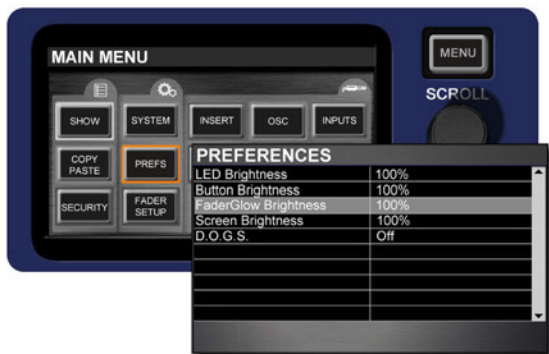 MAIN MENU
MENU
SCROLL
SHOW
SYSTEM
INSERT
OSC
INPUTS
COPY
PASTE
PREFS
SECURITY
FADER
SETUP
PREFERENCES
LED Brightness 100%
Button Brightness 100%
FaderGlow Brightness 100%
Screen Brightness 100%
D.O.G.S. Off